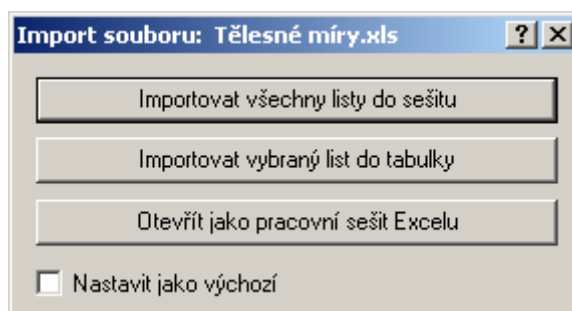 Import souboru: Tělesné míry.xls
Importovat všechny listy do sešitu
Importovat vybraný list do tabulky
Otevřít jako pracovní sešit Excelu
Nastavit jako výchozí